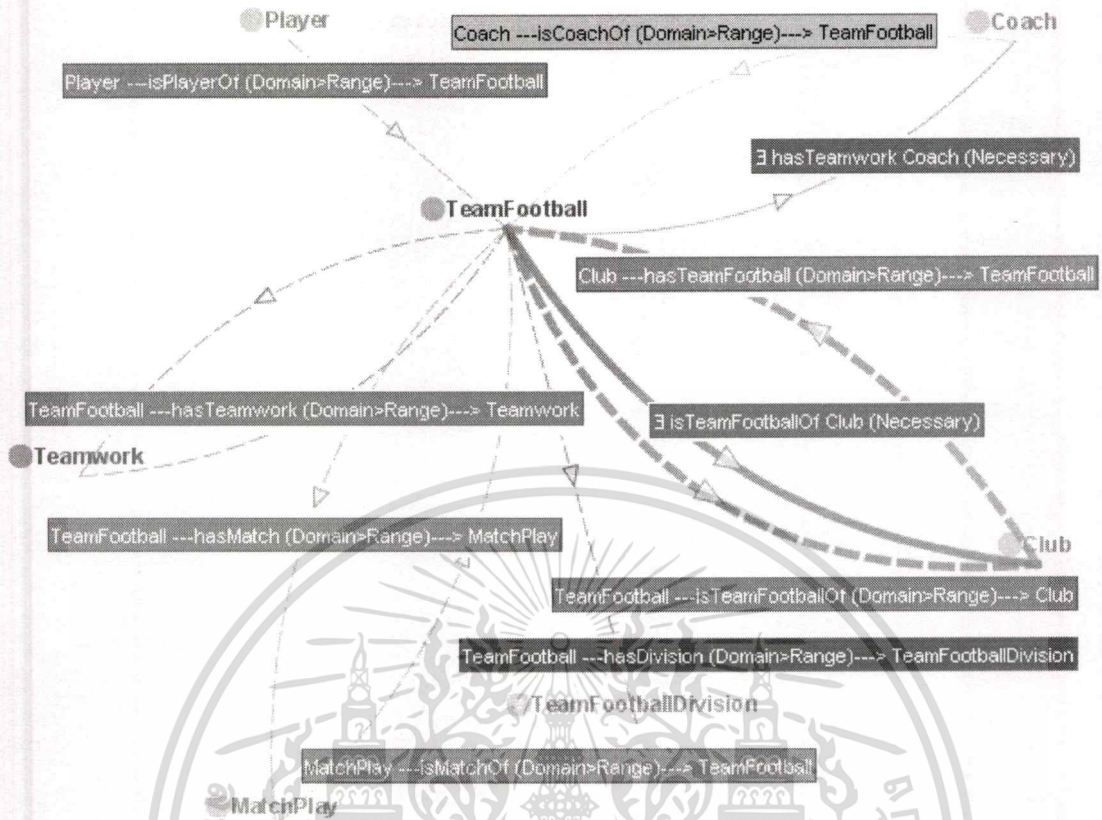 Player
Coach ---isCoachOf (Domain>Range)---> TeamFootball
Coach
Player ---isPlayerOf (Domain>Range)---> TeamFootball
∃ hasTeamwork Coach (Necessary)
TeamFootball
Club ---hasTeamFootball (Domain>Range)---> TeamFootball
TeamFootball ---hasTeamwork (Domain>Range)---> Teamwork
∃ isTeamFootballOf Club (Necessary)
Teamwork
TeamFootball ---hasMatch (Domain>Range)---> MatchPlay
Club
TeamFootball ---isTeamFootballOf (Domain>Range)---> Club
TeamFootball ---hasDivision (Domain>Range)---> TeamFootballDivision
TeamFootballDivision
MatchPlay ---isMatchOf (Domain>Range)---> TeamFootball
MatchPlay